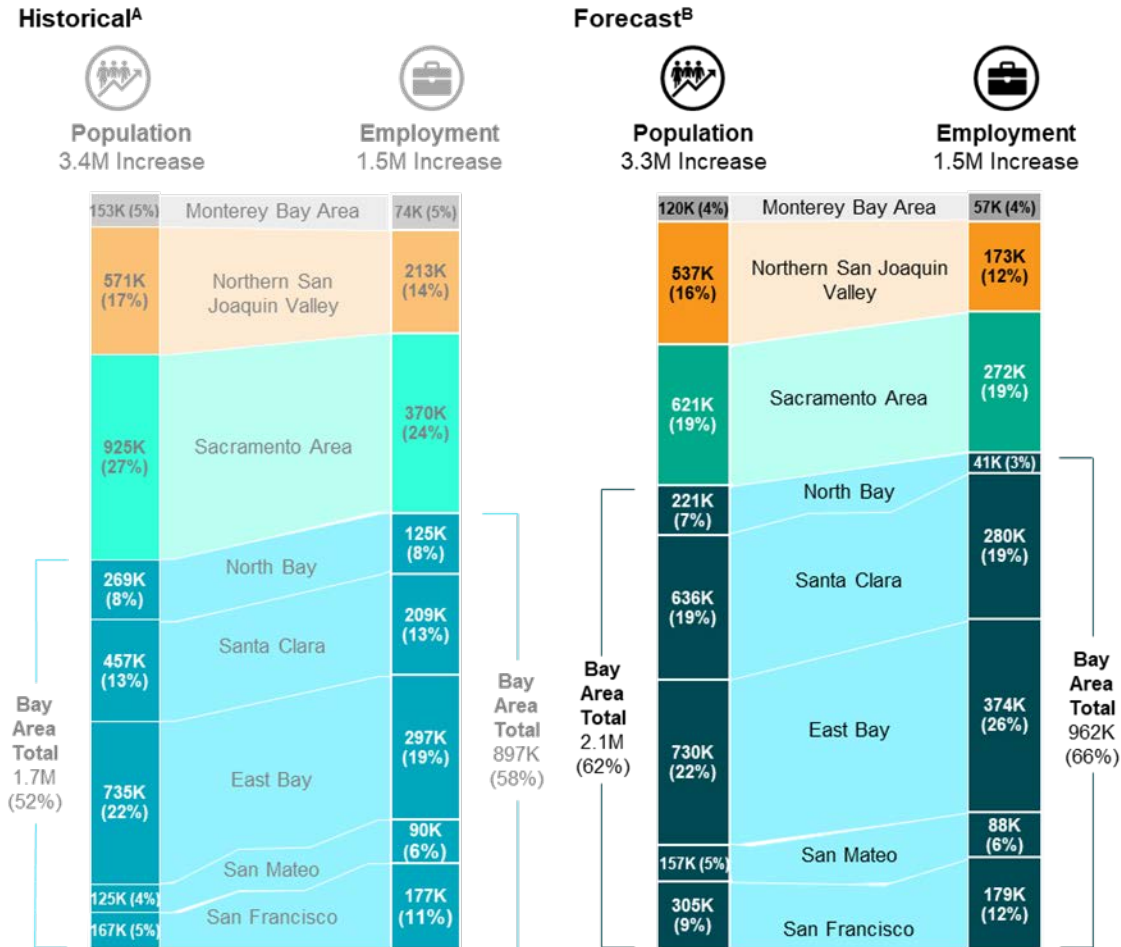 Historicalᴬ
Population
3.4M Increase
Employment
1.5M Increase
153K (5%)
Monterey Bay Area
74K (5%)
571K
(17%)
Northern San
Joaquin Valley
213K
(14%)
925K
(27%)
Sacramento Area
370K
(24%)
269K
(8%)
North Bay
125K
(8%)
457K
(13%)
Santa Clara
209K
(13%)
735K
(22%)
East Bay
297K
(19%)
125K (4%)
San Mateo
90K
(6%)
167K (5%)
San Francisco
177K
(11%)
Bay
Area
Total
1.7M
(52%)
Bay
Area
Total
897K
(58%)
Forecastᴮ
Population
3.3M Increase
Employment
1.5M Increase
120K (4%)
Monterey Bay Area
57K (4%)
537K
(16%)
Northern San Joaquin
Valley
173K
(12%)
621K
(19%)
Sacramento Area
272K
(19%)
221K
(7%)
North Bay
41K (3%)
636K
(19%)
Santa Clara
280K
(19%)
730K
(22%)
East Bay
374K
(26%)
157K (5%)
San Mateo
88K
(6%)
305K
(9%)
San Francisco
179K
(12%)
Bay
Area
Total
2.1M
(62%)
Bay
Area
Total
962K
(66%)